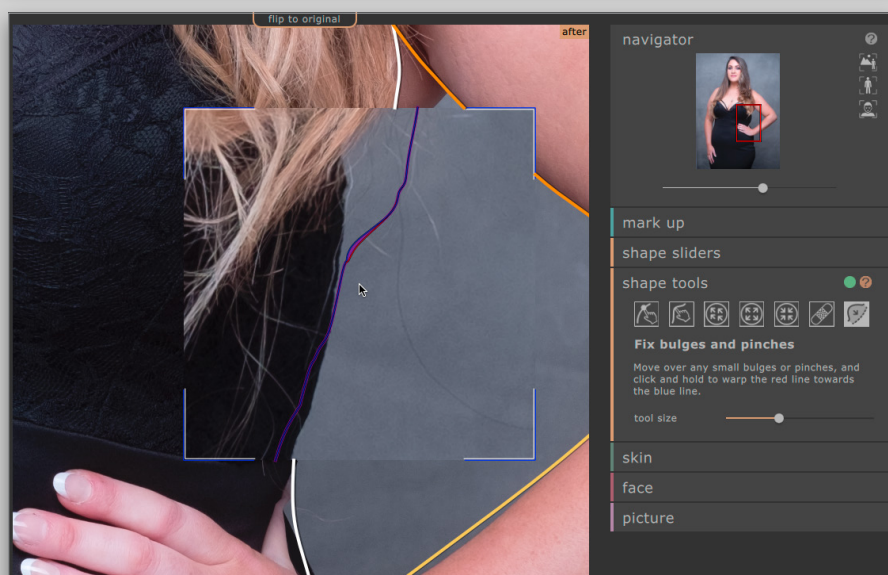 flip to original
after
navigator
?
mark up
shape sliders
shape tools
?
Fix bulges and pinches
Move over any small bulges or pinches, and
click and hold to warp the red line towards
the blue line.
tool size
skin
face
picture